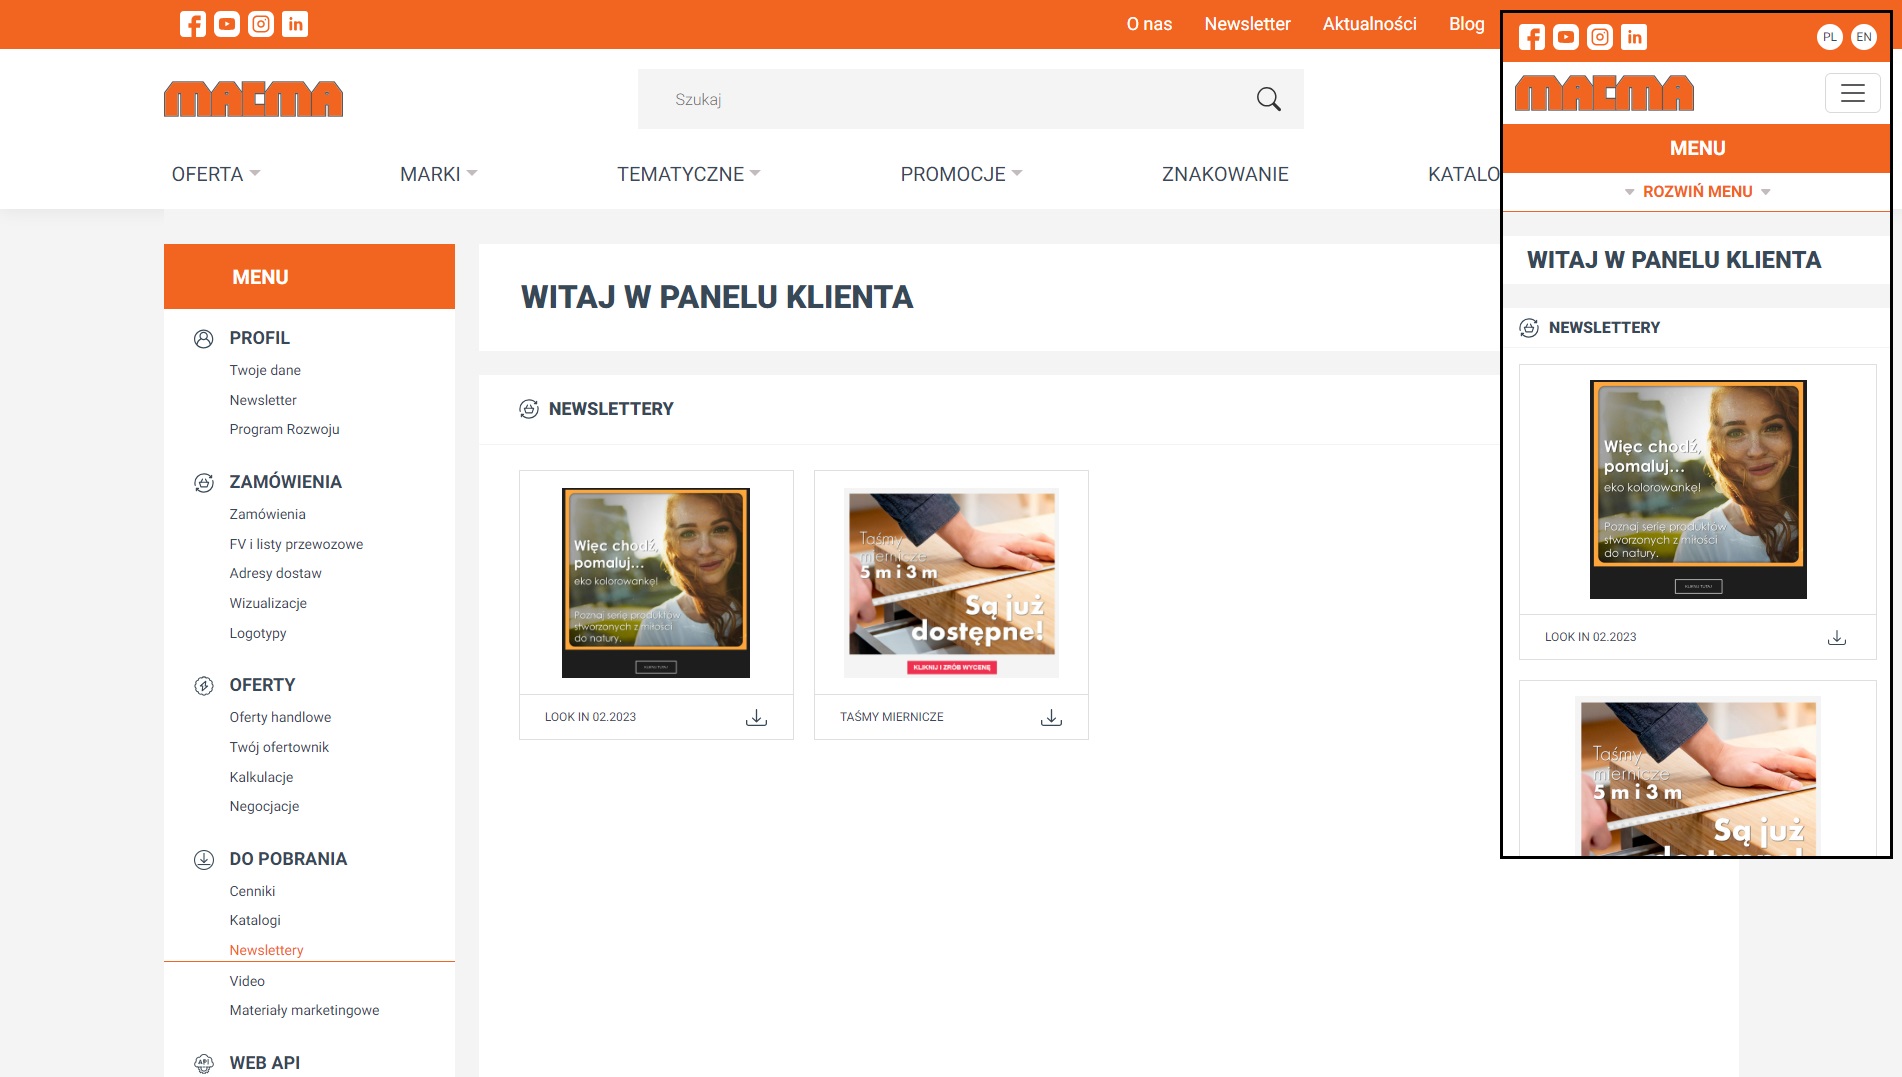 O nas
Newsletter
Aktualności
Blog
MACMA
Szukaj
OFERTA
MARKI
TEMATYCZNE
PROMOCJE
ZNAKOWANIE
KATALO
MENU
PROFIL
Twoje dane
Newsletter
Program Rozwoju
ZAMÓWIENIA
Zamówienia
FV i listy przewozowe
Adresy dostaw
Wizualizacje
Logotypy
OFERTY
Oferty handlowe
Twój ofertownik
Kalkulacje
Negocjacje
DO POBRANIA
Cenniki
Katalogi
Newslettery
Video
Materiały marketingowe
API
WEB API
WITAJ W PANELU KLIENTA
NEWSLETTERY
Więc chodź,
pomaluj...
eko kolorowankę!
Poznaj serię produktów
stworzonych z miłości
do natury.
LOOK IN 02.2023
Taśmy
miernicze
5 m i 3 m
Są już
dostępne!
KLIKNIJ I ZRÓB WYCENĘ
TAŚMY MIERNICZE
PL
EN
MACMA
MENU
ROZWIŃ MENU
WITAJ W PANELU KLIENTA
NEWSLETTERY
Więc chodź,
pomaluj...
eko kolorowankę!
Poznaj serię produktów
stworzonych z miłości
do natury.
LOOK IN 02.2023
Taśmy
miernicze
5 m i 3 m
Są już
dostępne!